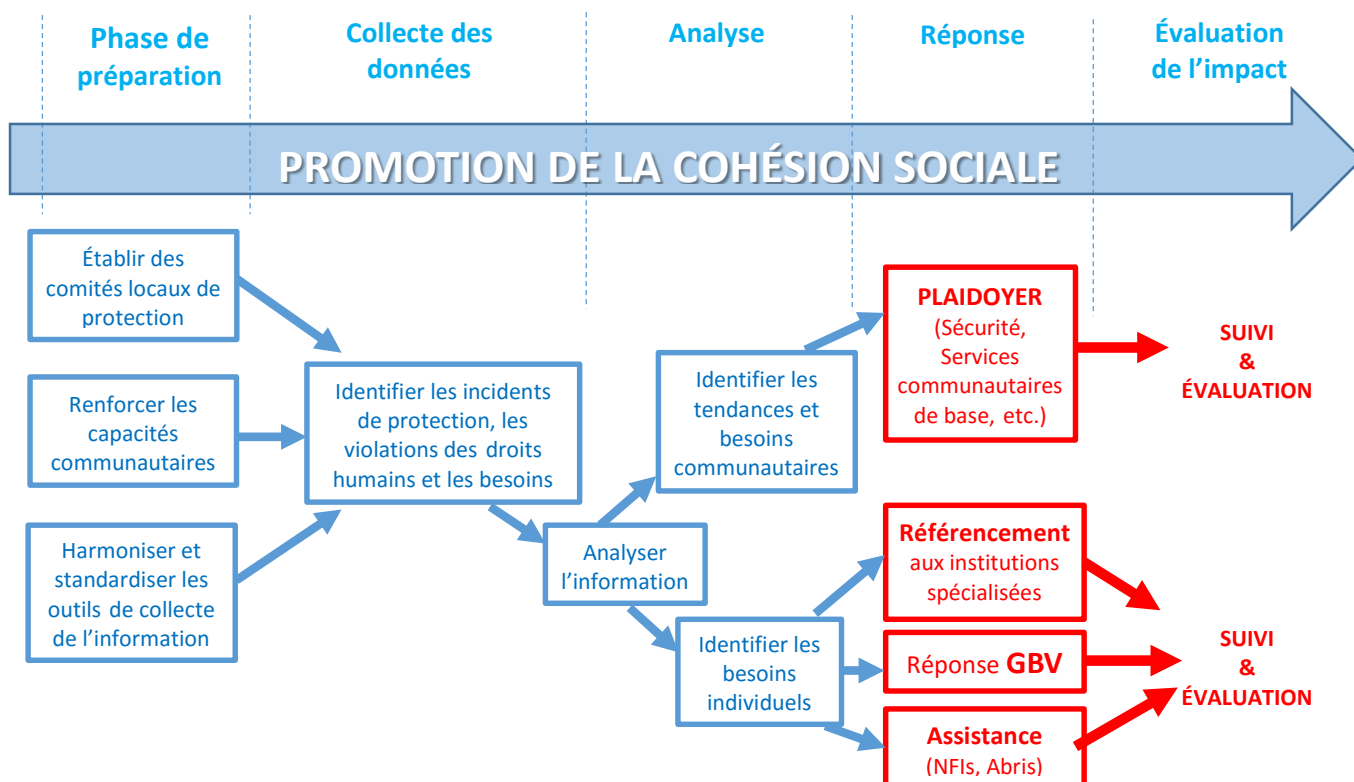 Phase de
préparation
Collecte des
données
Analyse
Réponse
Évaluation
de l'impact
PROMOTION DE LA COHÉSION SOCIALE
Établir des
comités locaux de
protection
Renforcer les
capacités
communautaires
Harmoniser et
standardiser les
outils de collecte
de l'information
Identifier les incidents
de protection, les
violations des droits
humains et les besoins
Analyser
l'information
Identifier les
tendances et
besoins
communautaires
Identifier les
besoins
individuels
PLAIDOYER
(Sécurité,
Services
communautaires
de base, etc.)
Référencement
aux institutions
spécialisées
Réponse GBV
Assistance
(NFIs, Abris)
SUIVI
&
ÉVALUATION
SUIVI
&
ÉVALUATION